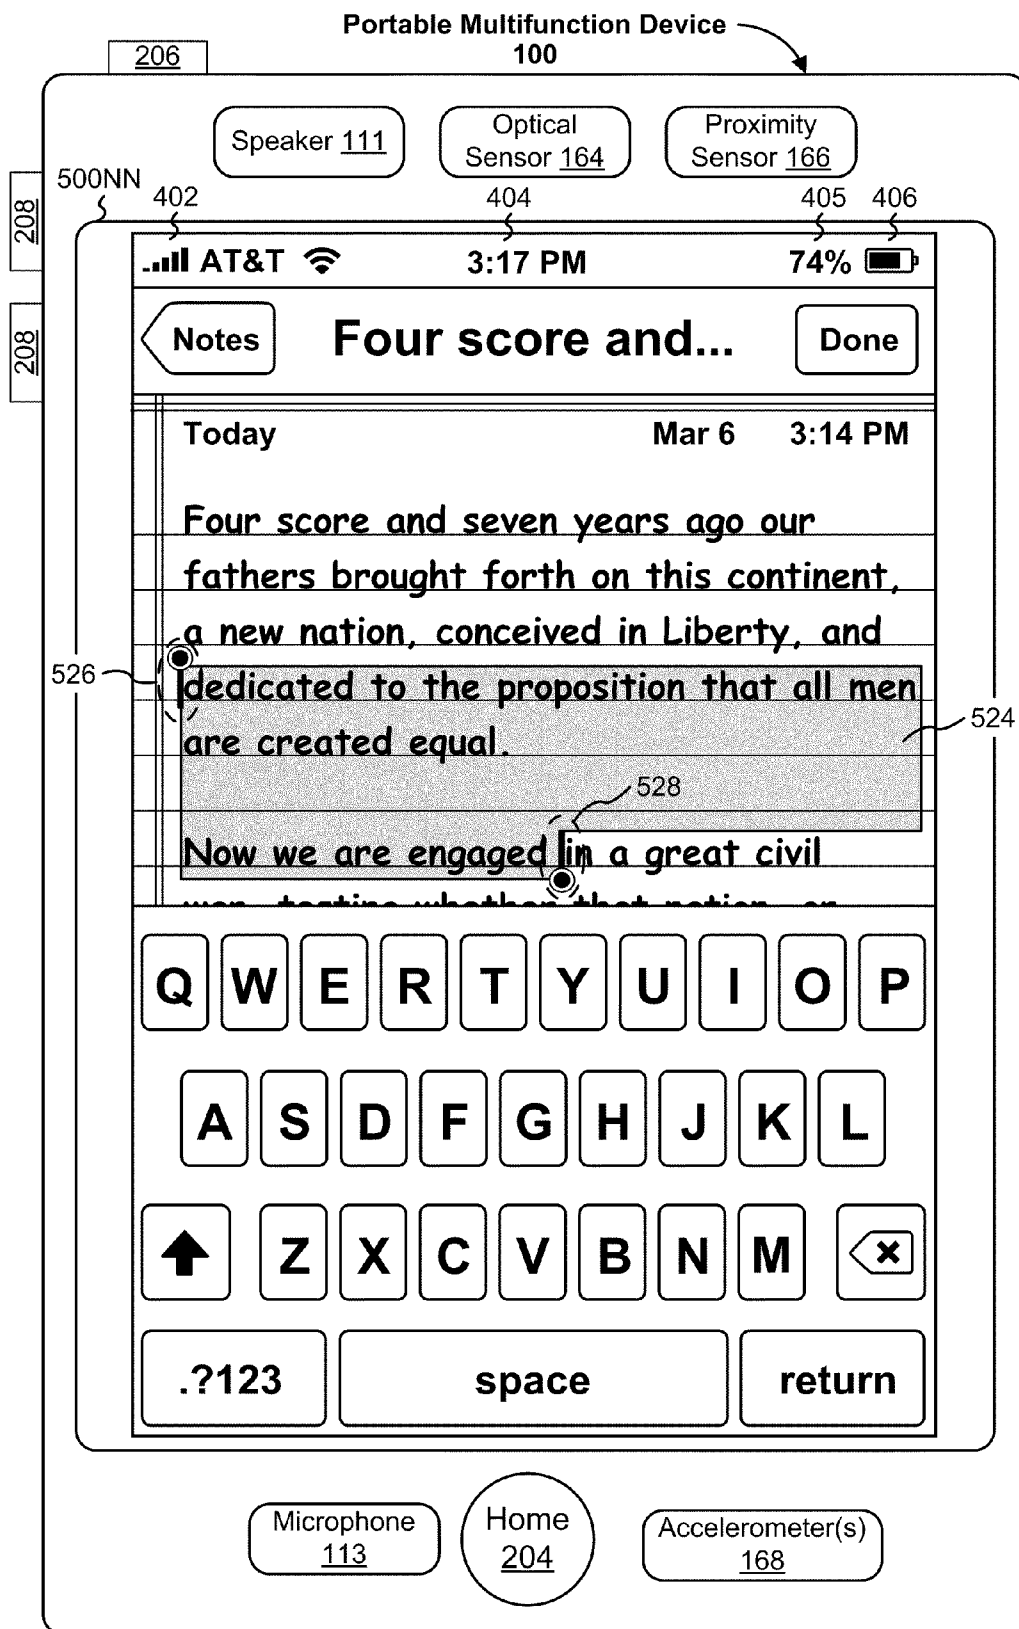 Portable Multifunction Device
100
206
Speaker 111
Optical
Sensor 164
Proximity
Sensor 166
500NN
402
404
405
406
208
AT&T
3:17 PM
74%
Notes
Four score and...
Done
208
Today
Mar 6
3:14 PM
Four score and seven years ago our
fathers brought forth on this continent,
a new nation, conceived in Liberty, and
526
dedicated to the proposition that all men
524
are created equal.
528
Now we are engaged in a great civil
Q W E R T Y U I O P
A S D F G H J K L
Z X C V B N M
.?123
space
return
Microphone
113
Home
204
Accelerometer(s)
168